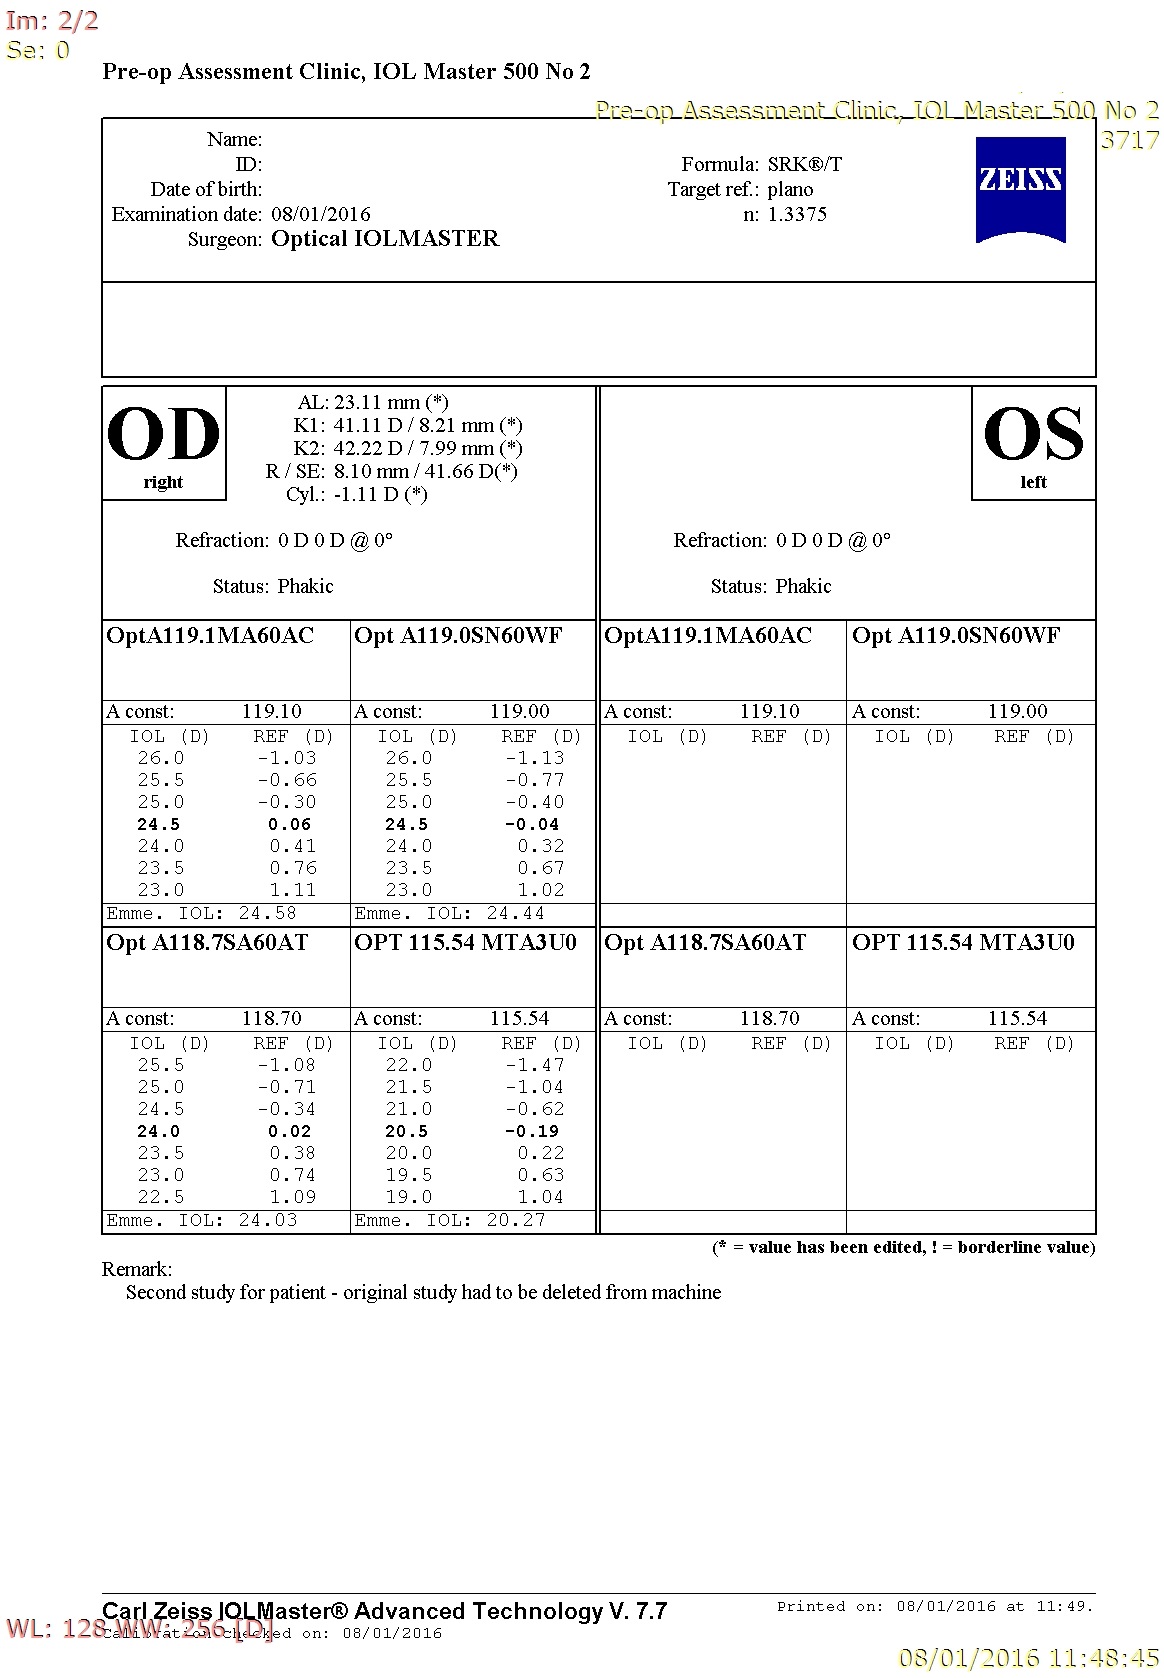 Im: 2/2
Se: 0
Pre-op Assessment Clinic, IOL Master 500 No 2
Pre-op Assessment Clinic, IOL Master 500 No 2
3717
Name:
ID:
Date of birth:
Examination date: 08/01/2016
Surgeon: Optical IOLMASTER
Formula: SRK®/T
Target ref.: plano
n: 1.3375
ZEISS
OD
right
AL: 23.11 mm (*)
K1: 41.11 D / 8.21 mm (*)
K2: 42.22 D / 7.99 mm (*)
R / SE: 8.10 mm / 41.66 D(*)
Cyl.: -1.11 D (*)
Refraction: 0 D 0 D @ 0°
Status: Phakic
OS
left
Refraction: 0 D 0 D @ 0°
Status: Phakic
OptA119.1MA60AC Opt A119.0SN60WF OptA119.1MA60AC Opt A119.0SN60WF
A const: 119.10 A const: 119.00 A const: 119.10 A const: 119.00
IOL (D) REF (D) IOL (D) REF (D) IOL (D) REF (D) IOL (D) REF (D)
26.0 -1.03 26.0 -1.13
25.5 -0.66 25.5 -0.77
25.0 -0.30 25.0 -0.40
24.5 0.06 24.5 -0.04
24.0 0.41 24.0 0.32
23.5 0.76 23.5 0.67
23.0 1.11 23.0 1.02
Emme. IOL: 24.58 Emme. IOL: 24.44
Opt A118.7SA60AT OPT 115.54 MTA3U0 Opt A118.7SA60AT OPT 115.54 MTA3U0
A const: 118.70 A const: 115.54 A const: 118.70 A const: 115.54
IOL (D) REF (D) IOL (D) REF (D) IOL (D) REF (D) IOL (D) REF (D)
25.5 -1.08 22.0 -1.47
25.0 -0.71 21.5 -1.04
24.5 -0.34 21.0 -0.62
24.0 0.02 20.5 -0.19
23.5 0.38 20.0 0.22
23.0 0.74 19.5 0.63
22.5 1.09 19.0 1.04
Emme. IOL: 24.03 Emme. IOL: 20.27
(* = value has been edited, ! = borderline value)
Remark:
Second study for patient - original study had to be deleted from machine
Carl Zeiss IOLMaster® Advanced Technology V. 7.7
Printed on: 08/01/2016 at 11:49.
WL: 128 WW: 256 [D]
Calibration checked on: 08/01/2016
08/01/2016 11:48:45